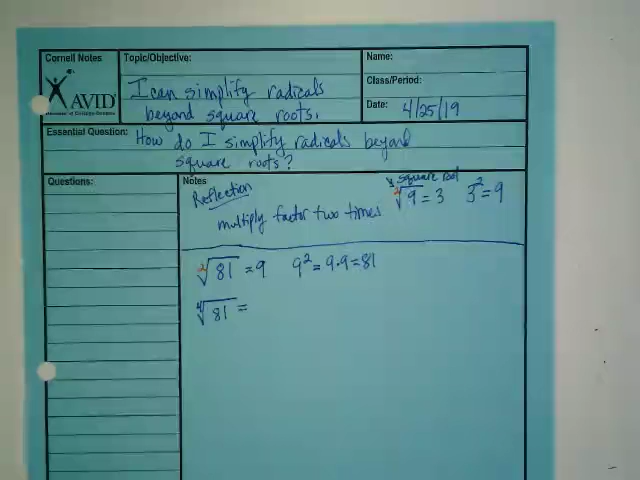 Cornell Notes
Topic/Objective:
I can simplify radicals
beyond square roots.
Name:
Class/Period:
Date: 4/25/19
AVID
Essential Question: How do I simplify radicals beyond
square roots?
Questions:
Notes
Reflection
multiply factor two times
square root
²√9 = 3 3² = 9
²√81 = 9 9² = 9·9 = 81
⁴√81 =